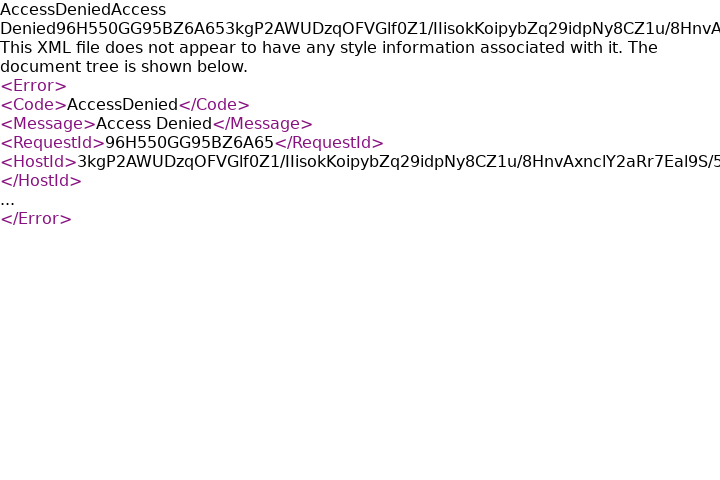 AccessDeniedAccess
Denied96H550GG95BZ6A653kgP2AWUDzqOFVGlf0Z1/IIisokKoipybZq29idpNy8CZ1u/8HnvA
This XML file does not appear to have any style information associated with it. The
document tree is shown below.
<Error>
<Code>AccessDenied</Code>
<Message>Access Denied</Message>
<RequestId>96H550GG95BZ6A65</RequestId>
<HostId>3kgP2AWUDzqOFVGlf0Z1/IIisokKoipybZq29idpNy8CZ1u/8HnvAxnclY2aRr7Eal9S/5
</HostId>
...
</Error>